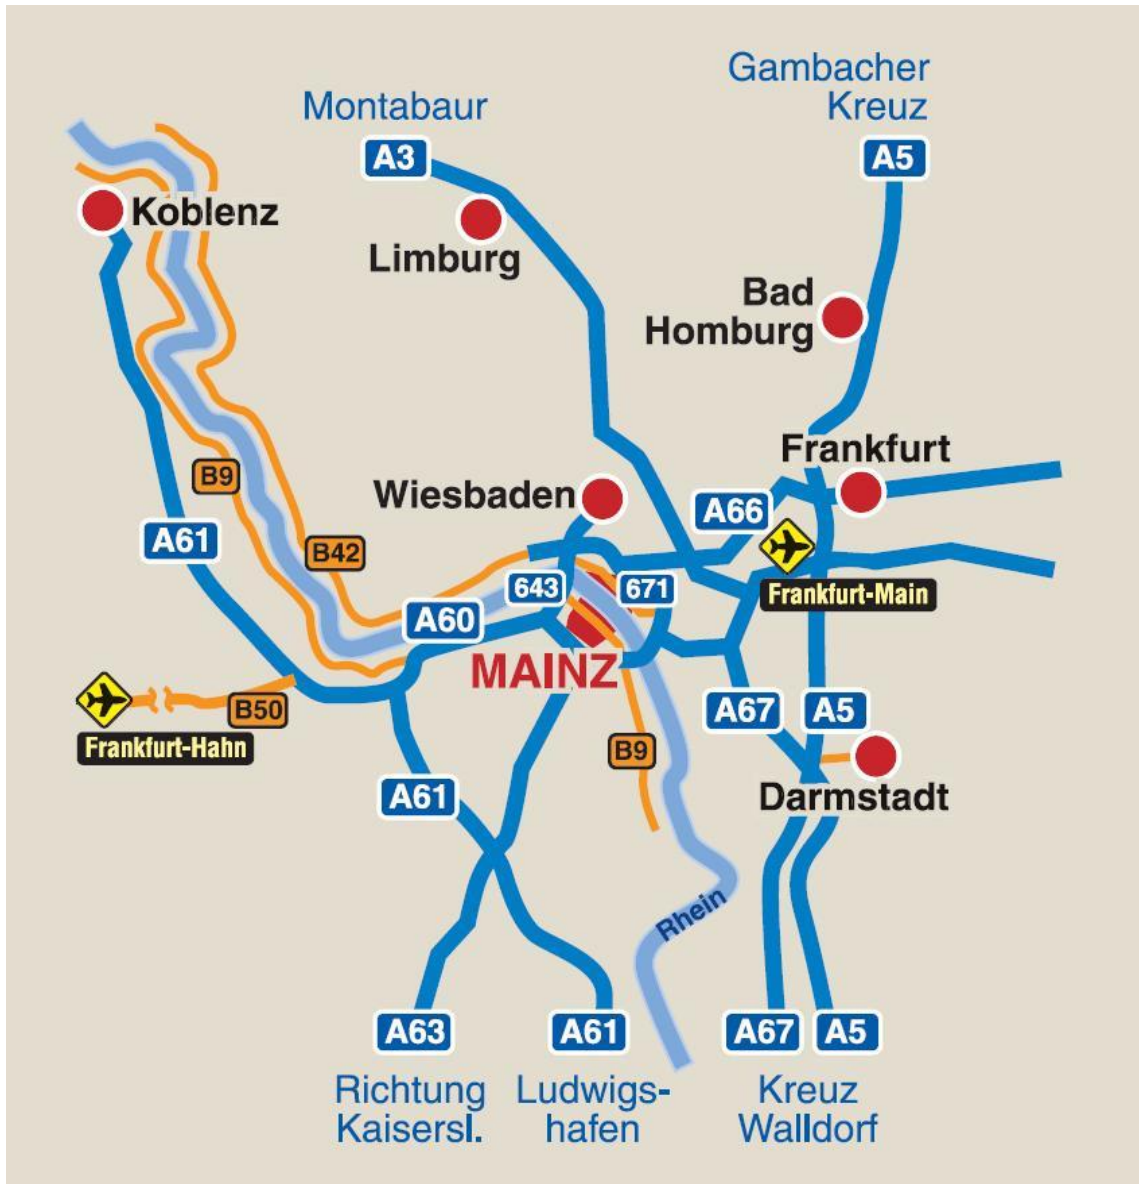 Gambacher
Kreuz
Montabaur
A3
A5
Koblenz
Limburg
Bad
Homburg
Frankfurt
B9
Wiesbaden
A66
A61
B42
643
671
Frankfurt-Main
A60
MAINZ
B50
Frankfurt-Hahn
A67
A5
B9
A61
Darmstadt
Rhein
A63
A61
A67
A5
Richtung
Kaisersl.
Ludwigs-
hafen
Kreuz
Walldorf